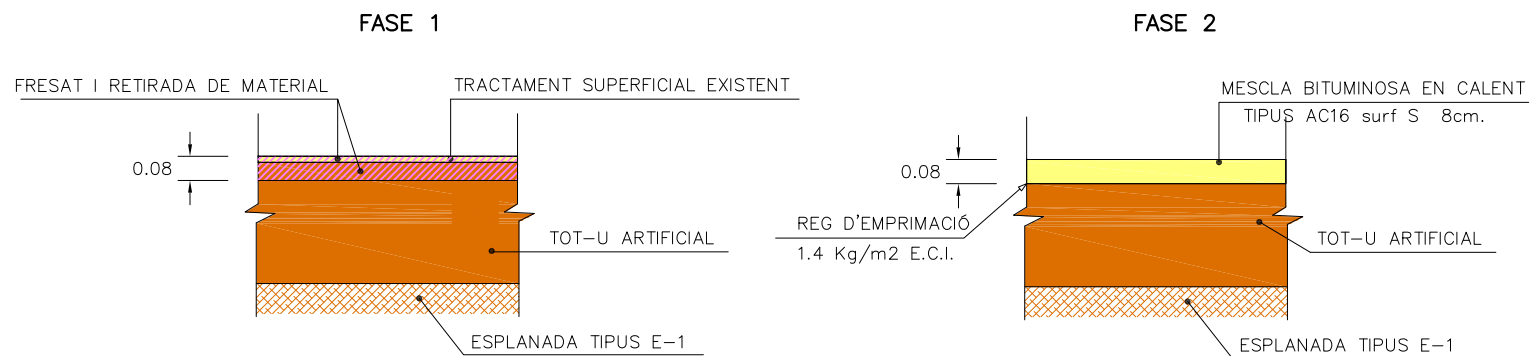 FASE 1
FRESAT I RETIRADA DE MATERIAL
TRACTAMENT SUPERFICIAL EXISTENT
0.08
TOT-U ARTIFICIAL
ESPLANADA TIPUS E-1
FASE 2
MESCLA BITUMINOSA EN CALENT
TIPUS AC16 surf S 8cm.
0.08
REG D'EMPRIMACIÓ
1.4 Kg/m2 E.C.I.
TOT-U ARTIFICIAL
ESPLANADA TIPUS E-1